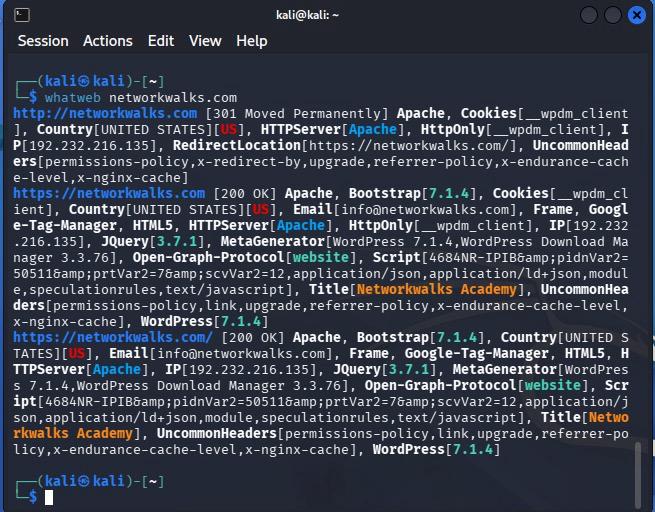 kali@kali: ~
Session Actions Edit View Help
┌──(kali㉿kali)-[~]
└─$ whatweb networkwalks.com
http://networkwalks.com [301 Moved Permanently] Apache, Cookies[__wpdm_client
], Country[UNITED STATES][US], HTTPServer[Apache], HttpOnly[__wpdm_client], I
P[192.232.216.135], RedirectLocation[https://networkwalks.com/], UncommonHead
ers[permissions-policy,x-redirect-by,upgrade,referrer-policy,x-endurance-cach
e-level,x-nginx-cache]
https://networkwalks.com [200 OK] Apache, Bootstrap[7.1.4], Cookies[__wpdm_cl
ient], Country[UNITED STATES][US], Email[info@networkwalks.com], Frame, Googl
e-Tag-Manager, HTML5, HTTPServer[Apache], HttpOnly[__wpdm_client], IP[192.232
.216.135], JQuery[3.7.1], MetaGenerator[WordPress 7.1.4,WordPress Download Ma
nager 3.3.76], Open-Graph-Protocol[website], Script[4684NR-IPIB&amp;pidnVar2=
50511&amp;prtVar2=7&amp;scvVar2=12,application/json,application/ld+json,modul
e,speculationrules,text/javascript], Title[Networkwalks Academy], UncommonHea
ders[permissions-policy,link,upgrade,referrer-policy,x-endurance-cache-level,
x-nginx-cache], WordPress[7.1.4]
https://networkwalks.com/ [200 OK] Apache, Bootstrap[7.1.4], Country[UNITED S
TATES][US], Email[info@networkwalks.com], Frame, Google-Tag-Manager, HTML5, H
TTPServer[Apache], IP[192.232.216.135], JQuery[3.7.1], MetaGenerator[WordPres
s 7.1.4,WordPress Download Manager 3.3.76], Open-Graph-Protocol[website], Scr
ipt[4684NR-IPIB&amp;pidnVar2=50511&amp;prtVar2=7&amp;scvVar2=12,application/j
son,application/ld+json,module,speculationrules,text/javascript], Title[Netwo
rkwalks Academy], UncommonHeaders[permissions-policy,link,upgrade,referrer-po
licy,x-endurance-cache-level,x-nginx-cache], WordPress[7.1.4]
┌──(kali㉿kali)-[~]
└─$